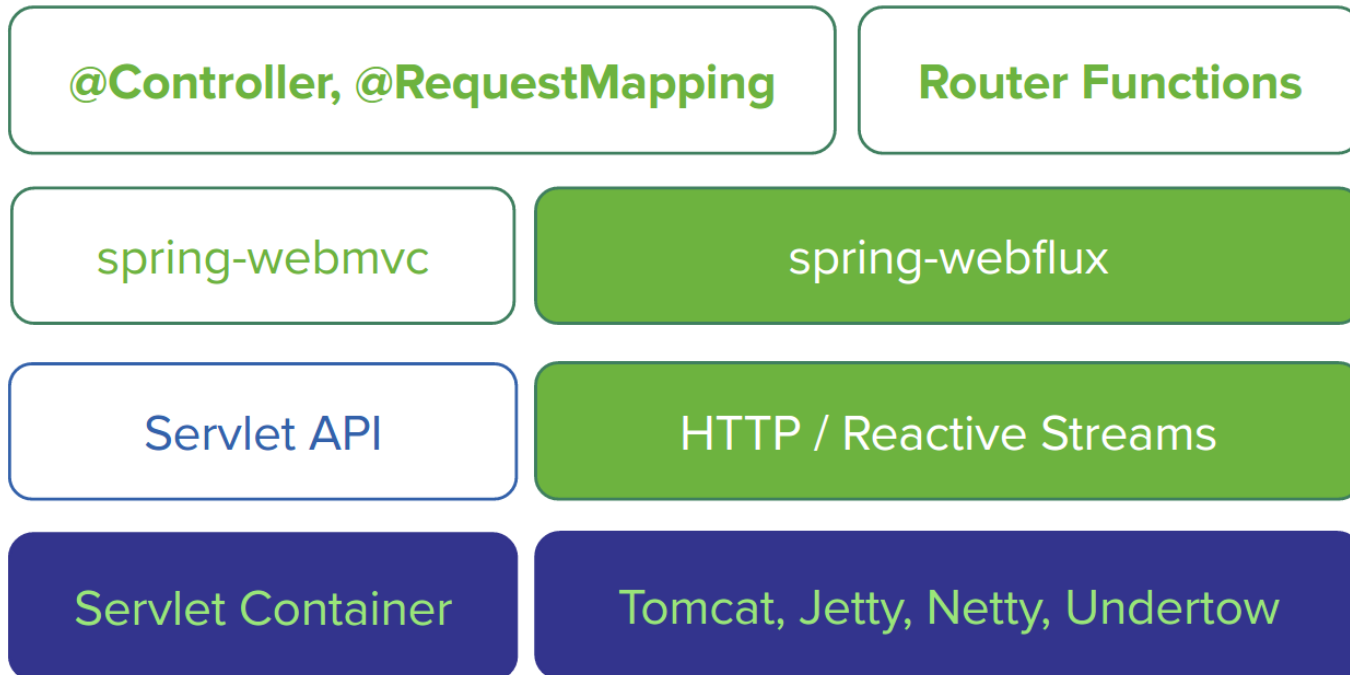 @Controller, @RequestMapping
Router Functions
spring-webmvc
spring-webflux
Servlet API
HTTP / Reactive Streams
Servlet Container
Tomcat, Jetty, Netty, Undertow